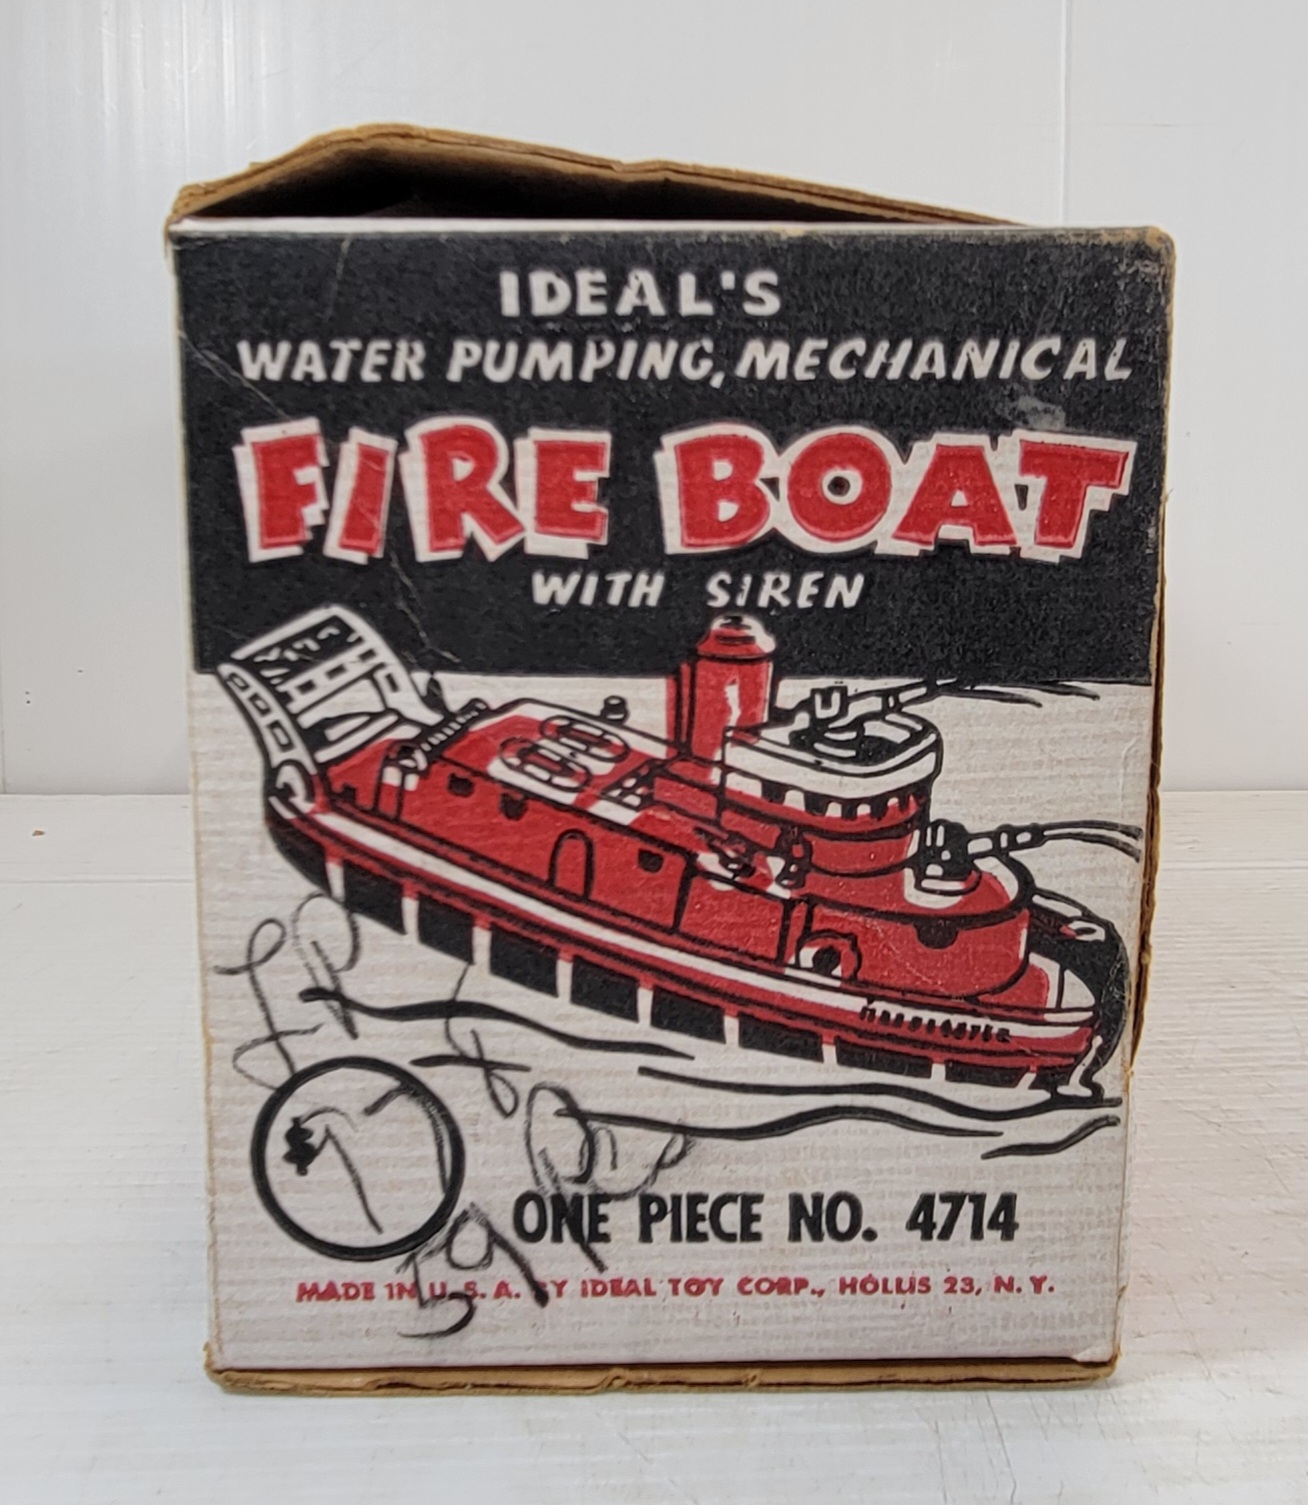 IDEAL'S
WATER PUMPING, MECHANICAL
FIRE BOAT
WITH SIREN
59
ONE PIECE NO. 4714
MADE IN U.S.A. BY IDEAL TOY CORP., HOLLIS 23, N.Y.